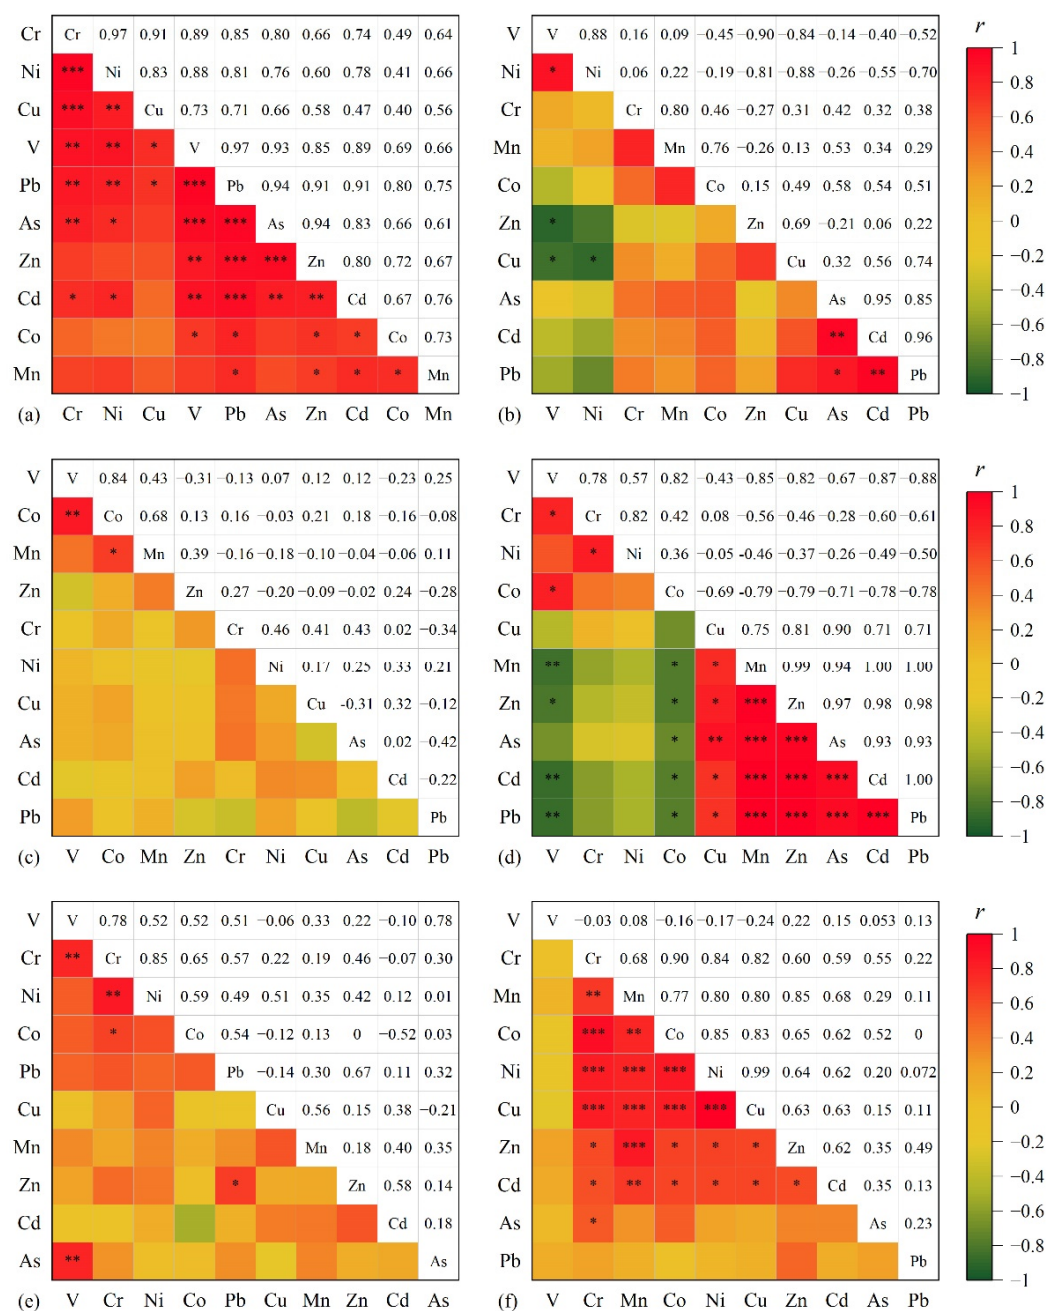 Cr Cr 0.97 0.91 0.89 0.85 0.80 0.66 0.74 0.49 0.64
Ni *** Ni 0.83 0.88 0.81 0.76 0.60 0.78 0.41 0.66
Cu *** ** Cu 0.73 0.71 0.66 0.58 0.47 0.40 0.56
V ** ** * V 0.97 0.93 0.85 0.89 0.69 0.66
Pb ** ** * *** Pb 0.94 0.91 0.91 0.80 0.75
As ** * *** *** As 0.94 0.83 0.66 0.61
Zn ** *** *** Zn 0.80 0.72 0.67
Cd * * ** *** ** ** Cd 0.67 0.76
Co * * * * Co 0.73
Mn * * * * Mn
(a) Cr Ni Cu V Pb As Zn Cd Co Mn
V V 0.88 0.16 0.09 −0.45 −0.90 −0.84 −0.14 −0.40 −0.52
Ni * Ni 0.06 0.22 −0.19 −0.81 −0.88 −0.26 −0.55 −0.70
Cr Cr 0.80 0.46 −0.27 0.31 0.42 0.32 0.38
Mn Mn 0.76 −0.26 0.13 0.53 0.34 0.29
Co Co 0.15 0.49 0.58 0.54 0.51
Zn * Zn 0.69 −0.21 0.06 0.22
Cu * * Cu 0.32 0.56 0.74
As As 0.95 0.85
Cd ** Cd 0.96
Pb * ** Pb
(b) V Ni Cr Mn Co Zn Cu As Cd Pb
r
1
0.8
0.6
0.4
0.2
0
−0.2
−0.4
−0.6
−0.8
−1
V V 0.84 0.43 −0.31 −0.13 0.07 0.12 0.12 −0.23 0.25
Co ** Co 0.68 0.13 0.16 −0.03 0.21 0.18 −0.16 −0.08
Mn * Mn 0.39 −0.16 −0.18 −0.10 −0.04 −0.06 0.11
Zn Zn 0.27 −0.20 −0.09 −0.02 0.24 −0.28
Cr Cr 0.46 0.41 0.43 0.02 −0.34
Ni Ni 0.17 0.25 0.33 0.21
Cu Cu -0.31 0.32 −0.12
As As 0.02 −0.42
Cd Cd −0.22
Pb Pb
(c) V Co Mn Zn Cr Ni Cu As Cd Pb
V V 0.78 0.57 0.82 −0.43 −0.85 −0.82 −0.67 −0.87 −0.88
Cr * Cr 0.82 0.42 0.08 −0.56 −0.46 −0.28 −0.60 −0.61
Ni * Ni 0.36 −0.05 -0.46 −0.37 −0.26 −0.49 −0.50
Co * Co −0.69 -0.79 −0.79 −0.71 −0.78 −0.78
Cu Cu 0.75 0.81 0.90 0.71 0.71
Mn ** * * Mn 0.99 0.94 1.00 1.00
Zn * * * *** Zn 0.97 0.98 0.98
As * ** *** *** As 0.93 0.93
Cd ** * * *** *** *** Cd 1.00
Pb ** * * *** *** *** *** Pb
(d) V Cr Ni Co Cu Mn Zn As Cd Pb
r
1
0.8
0.6
0.4
0.2
0
−0.2
−0.4
−0.6
−0.8
−1
V V 0.78 0.52 0.52 0.51 −0.06 0.33 0.22 −0.10 0.78
Cr ** Cr 0.85 0.65 0.57 0.22 0.19 0.46 −0.07 0.30
Ni ** Ni 0.59 0.49 0.51 0.35 0.42 0.12 0.01
Co * Co 0.54 −0.12 0.13 0 −0.52 0.03
Pb Pb −0.14 0.30 0.67 0.11 0.32
Cu Cu 0.56 0.15 0.38 −0.21
Mn Mn 0.18 0.40 0.35
Zn * Zn 0.58 0.14
Cd Cd 0.18
As ** As
(e) V Cr Ni Co Pb Cu Mn Zn Cd As
V V −0.03 0.08 −0.16 −0.17 −0.24 0.22 0.15 0.053 0.13
Cr Cr 0.68 0.90 0.84 0.82 0.60 0.59 0.55 0.22
Mn ** Mn 0.77 0.80 0.80 0.85 0.68 0.29 0.11
Co *** ** Co 0.85 0.83 0.65 0.62 0.52 0
Ni *** *** *** Ni 0.99 0.64 0.62 0.20 0.072
Cu *** *** *** *** Cu 0.63 0.63 0.15 0.11
Zn * *** * * * Zn 0.62 0.35 0.49
Cd * ** * * * * Cd 0.35 0.13
As * As 0.23
Pb Pb
(f) V Cr Mn Co Ni Cu Zn Cd As Pb
r
1
0.8
0.6
0.4
0.2
0
−0.2
−0.4
−0.6
−0.8
−1